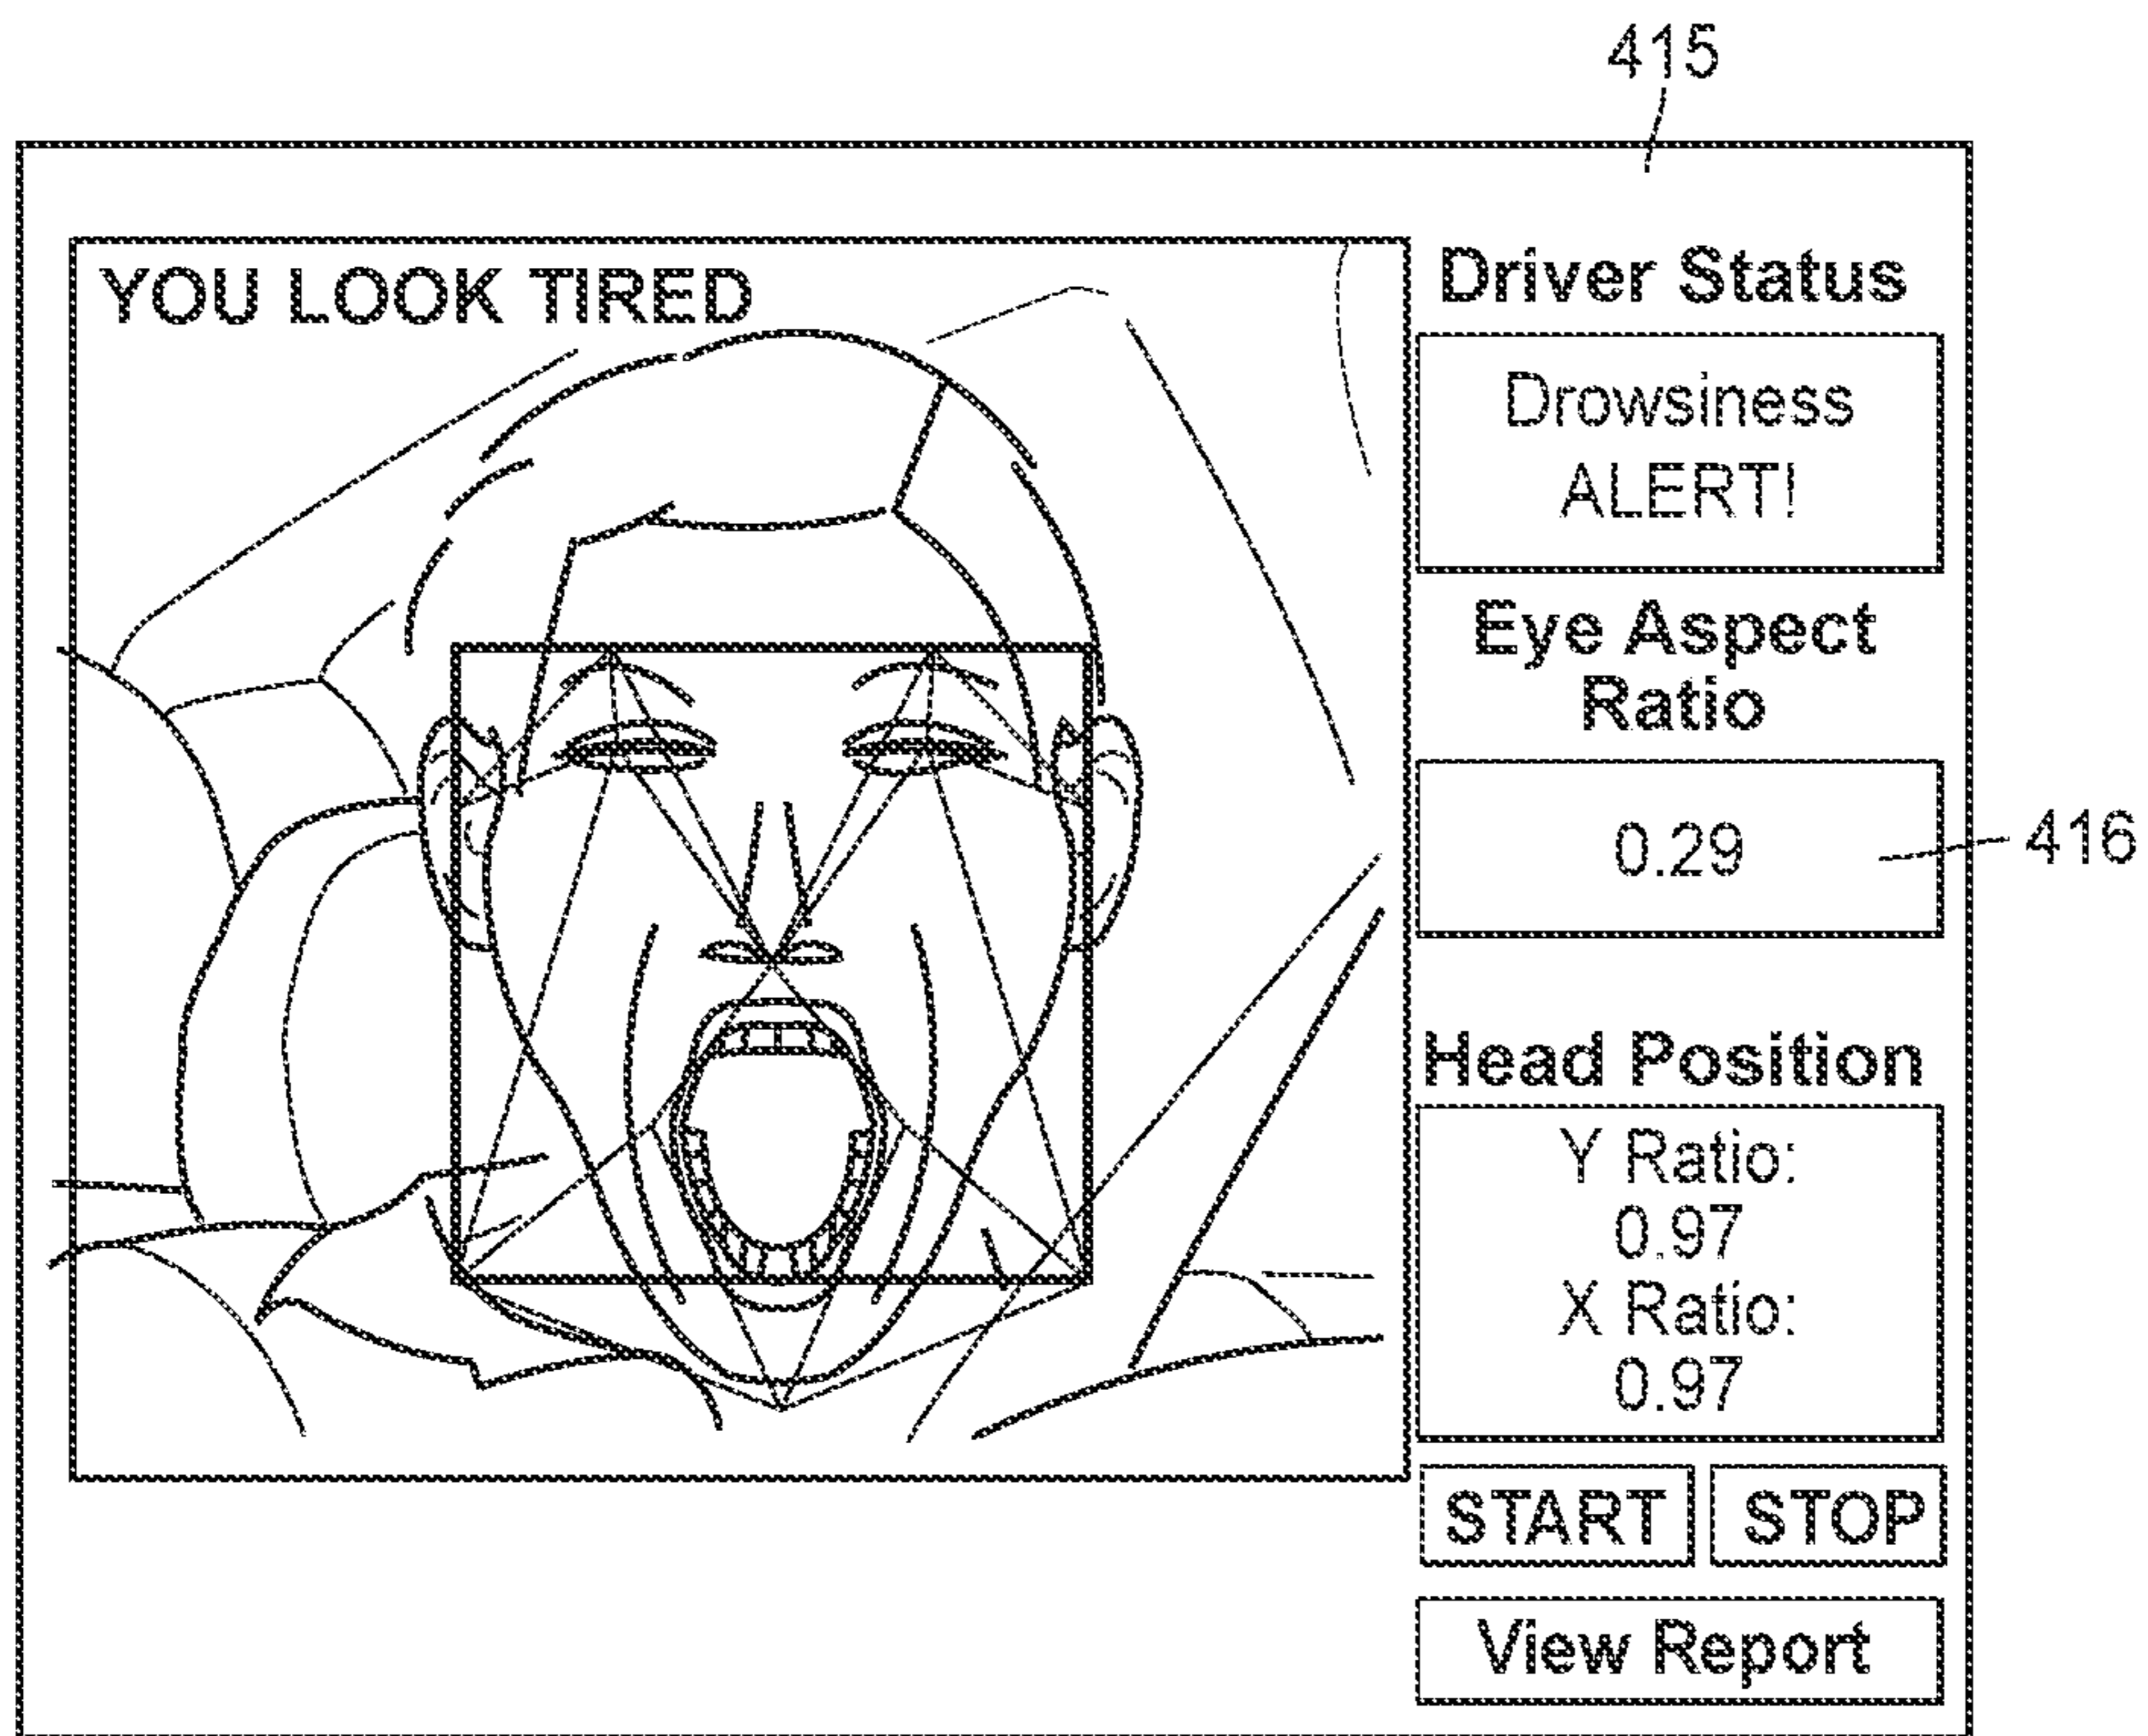 415
YOU LOOK TIRED
Driver Status
Drowsiness
ALERT!
Eye Aspect
Ratio
0.29
416
Head Position
Y Ratio:
0.97
X Ratio:
0.97
START STOP
View Report